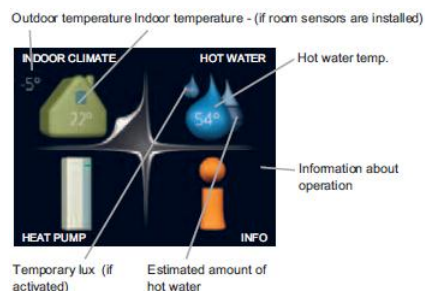 Outdoor temperature Indoor temperature - (if room sensors are installed)
INDOOR CLIMATE
HOT WATER
Hot water temp.
-5°
22°
54°
Information about
operation
HEAT PUMP
INFO
Temporary lux (if
activated)
Estimated amount of
hot water